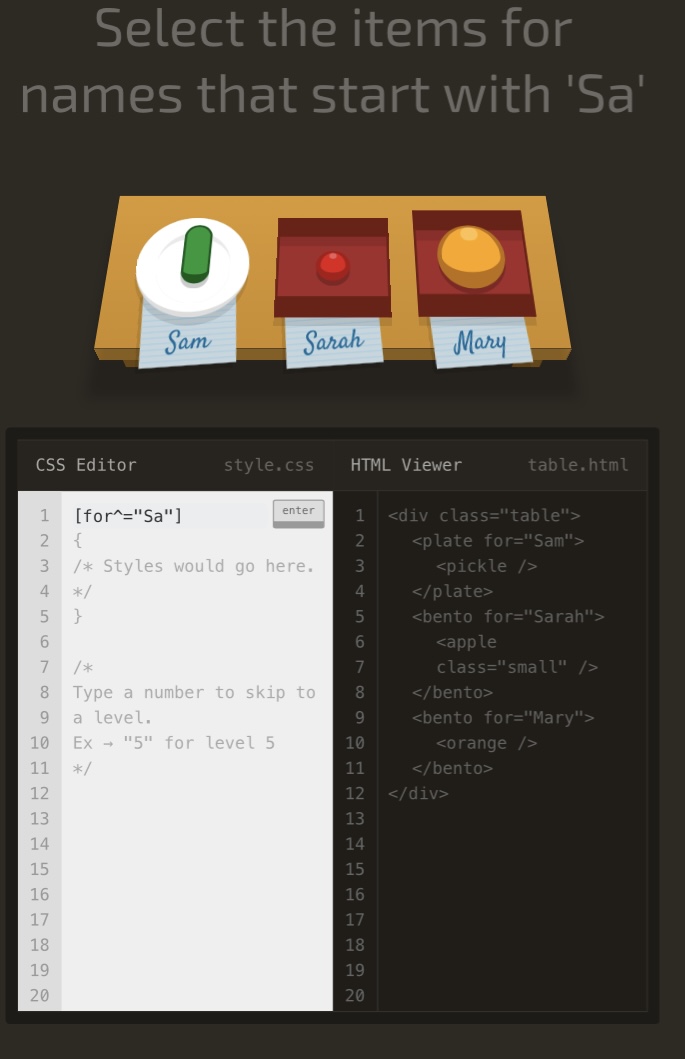 Select the items for
names that start with 'Sa'
Sam
Sarah
Mary
CSS Editor
style.css
HTML Viewer
table.html
1 [for^="Sa"]
enter
2 {
3 /* Styles would go here.
4 */
5 }
6
7 /*
8 Type a number to skip to
9 a level.
10 Ex → "5" for level 5
11 */
12
13
14
15
16
17
18
19
20
1 <div class="table">
2 <plate for="Sam">
3 <pickle />
4 </plate>
5 <bento for="Sarah">
6 <apple
7 class="small" />
8 </bento>
9 <bento for="Mary">
10 <orange />
11 </bento>
12 </div>
13
14
15
16
17
18
19
20